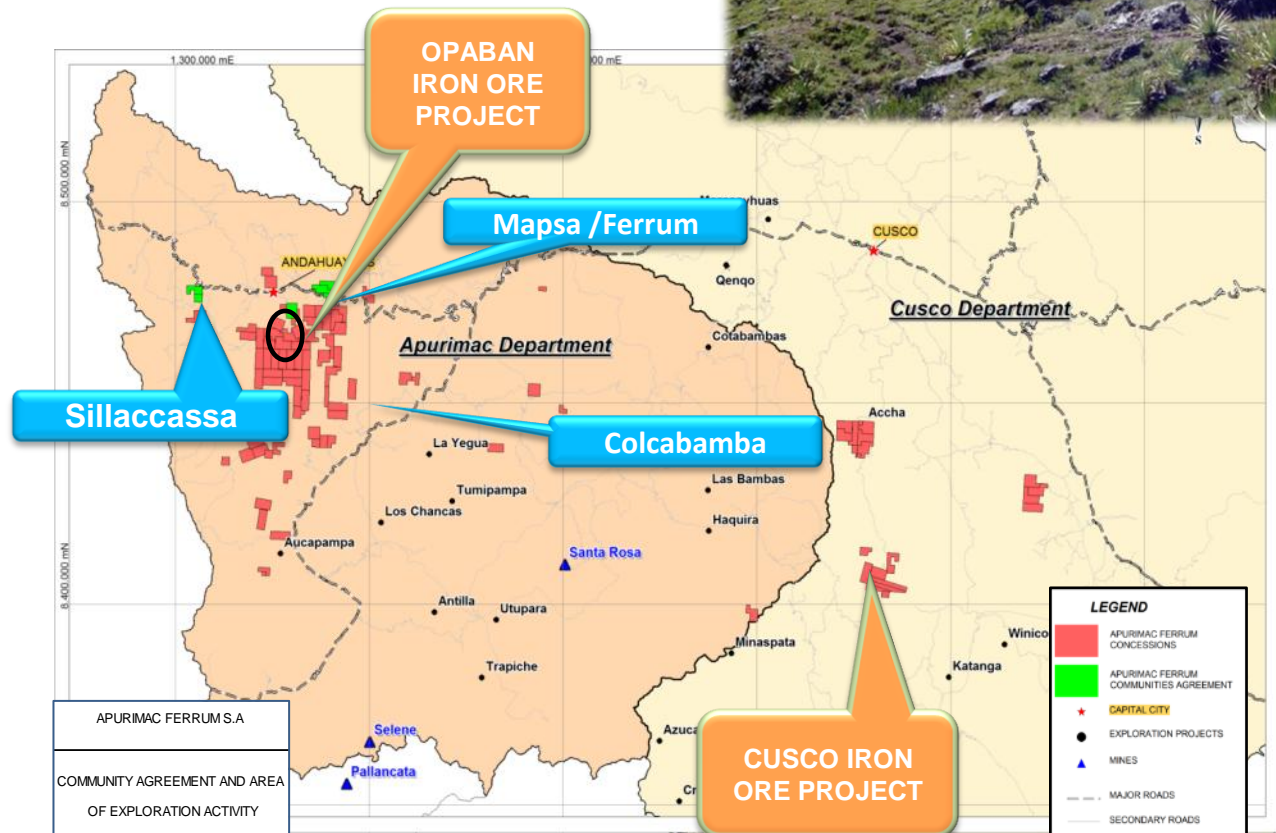 1.300.000 mE
OPABAN
IRON ORE
PROJECT
S
8.500.000 mN
Mapsa /Ferrum
CUSCO
Qenqo
Cusco Department
Apurimac Department
Cotabambas
Sillaccassa
Colcabamba
Accha
La Yegua
Las Bambas
Tumipampa
Los Chancas
Haquira
Aucapampa
Santa Rosa
8.400.000 mN
Antilla
Utupara
Minaspata
Trapiche
Katanga
Selene
Pallancata
CUSCO IRON
ORE PROJECT
LEGEND
APURIMAC FERRUM
CONCESSIONS
APURIMAC FERRUM
COMMUNITIES AGREEMENT
CAPITAL CITY
EXPLORATION PROJECTS
MINES
MAJOR ROADS
SECONDARY ROADS
APURIMAC FERRUM S.A
COMMUNITY AGREEMENT AND AREA
OF EXPLORATION ACTIVITY